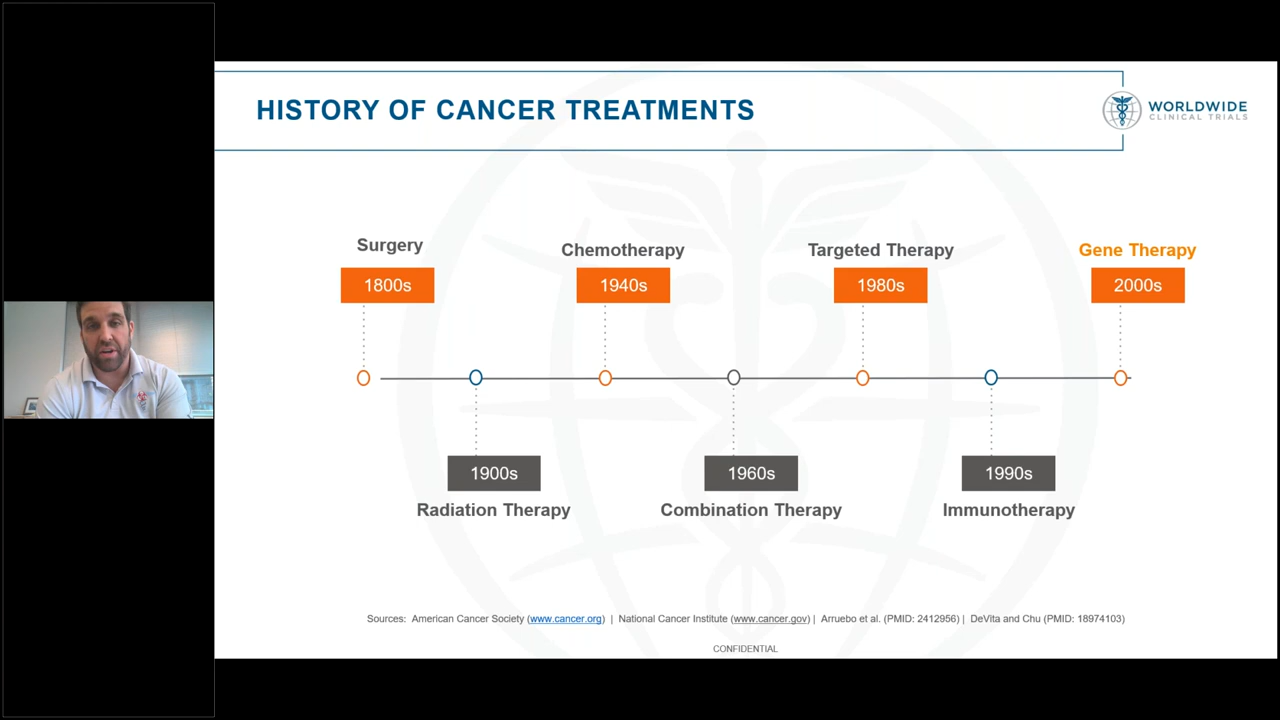 HISTORY OF CANCER TREATMENTS
WORLDWIDE
CLINICAL TRIALS
Surgery
1800s
Chemotherapy
1940s
Targeted Therapy
1980s
Gene Therapy
2000s
1900s
Radiation Therapy
1960s
Combination Therapy
1990s
Immunotherapy
Sources: American Cancer Society (www.cancer.org) | National Cancer Institute (www.cancer.gov) | Arruebo et al. (PMID: 2412956) | DeVita and Chu (PMID: 18974103)
CONFIDENTIAL